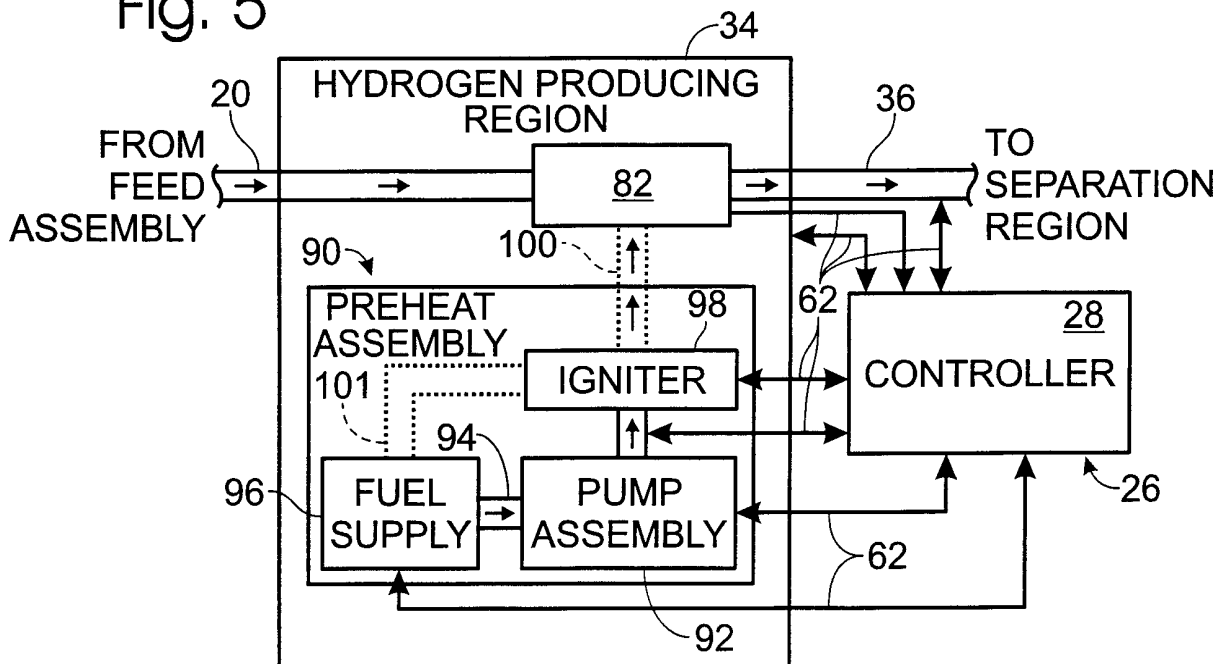 Fig. 5
34
HYDROGEN PRODUCING
REGION
20
36
FROM
FEED
ASSEMBLY
82
TO
SEPARATION
REGION
100
90
62
PREHEAT
ASSEMBLY
98
28
CONTROLLER
IGNITER
101
62
94
96
FUEL
SUPPLY
PUMP
ASSEMBLY
26
62
92